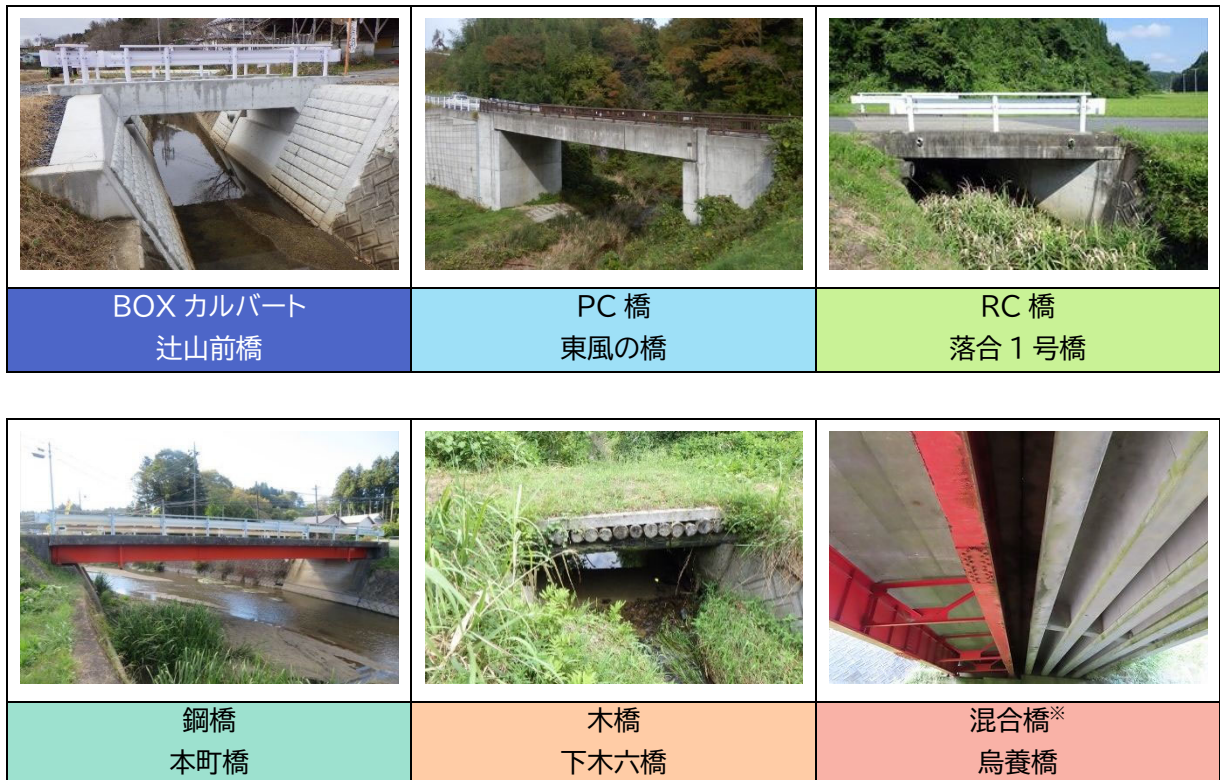 BOX カルバート
辻山前橋
PC 橋
東風の橋
RC 橋
落合 1 号橋
鋼橋
本町橋
木橋
下木六橋
混合橋※
烏養橋